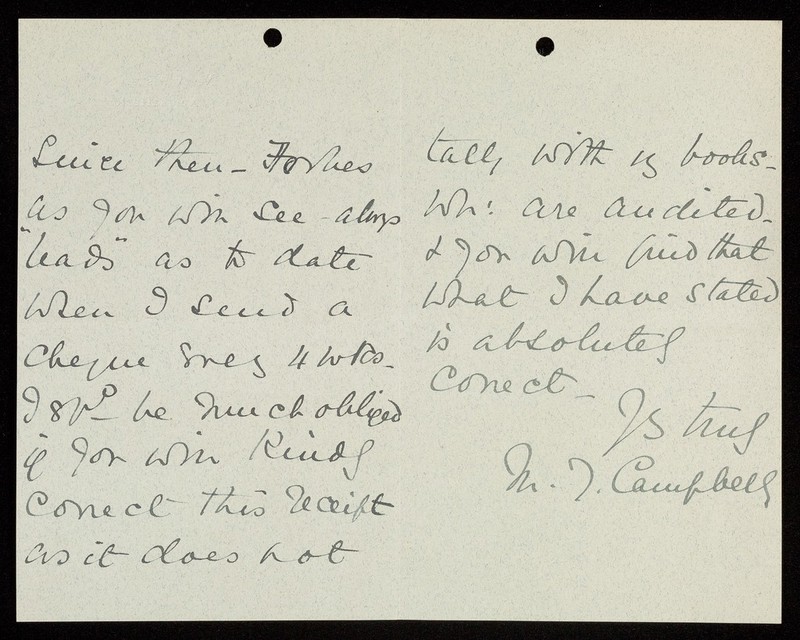 Since then - Forbes
as you will see - always
"leads" as to date
when I send a
cheque every 4 wks -
I shd be much obliged
if you will kindly
correct this receipt
as it does not
tally with my books -
wh: are audited -
& you will find that
what I have stated
is absolutely
correct -
Yrs truly
M. J. Campbell